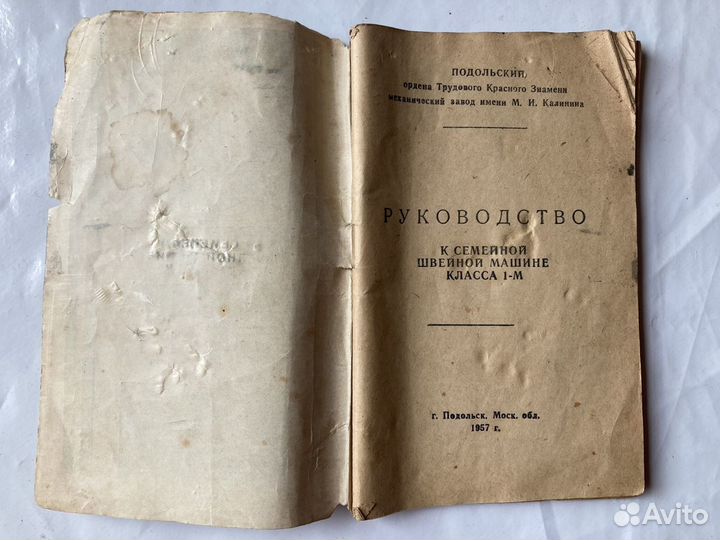 ПОДОЛЬСКИЙ
ордена Трудового Красного Знамени
механический завод имени М. И. Калинина
РУКОВОДСТВО
К СЕМЕЙНОЙ
ШВЕЙНОЙ МАШИНЕ
КЛАССА 1-М
г. Подольск, Моск. обл.
1957 г.
Avito